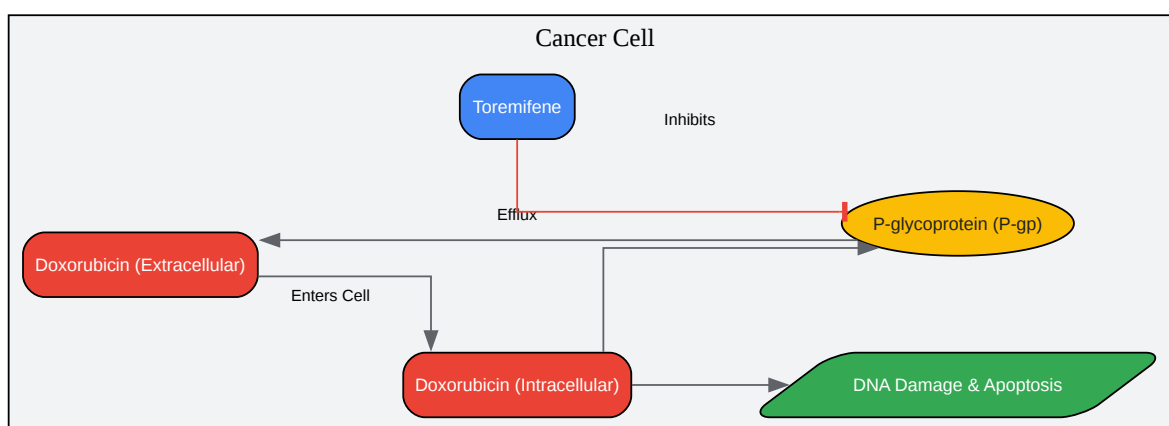 Cancer Cell
Toremifene
Inhibits
Efflux
P-glycoprotein (P-gp)
Doxorubicin (Extracellular)
Enters Cell
Doxorubicin (Intracellular)
DNA Damage & Apoptosis